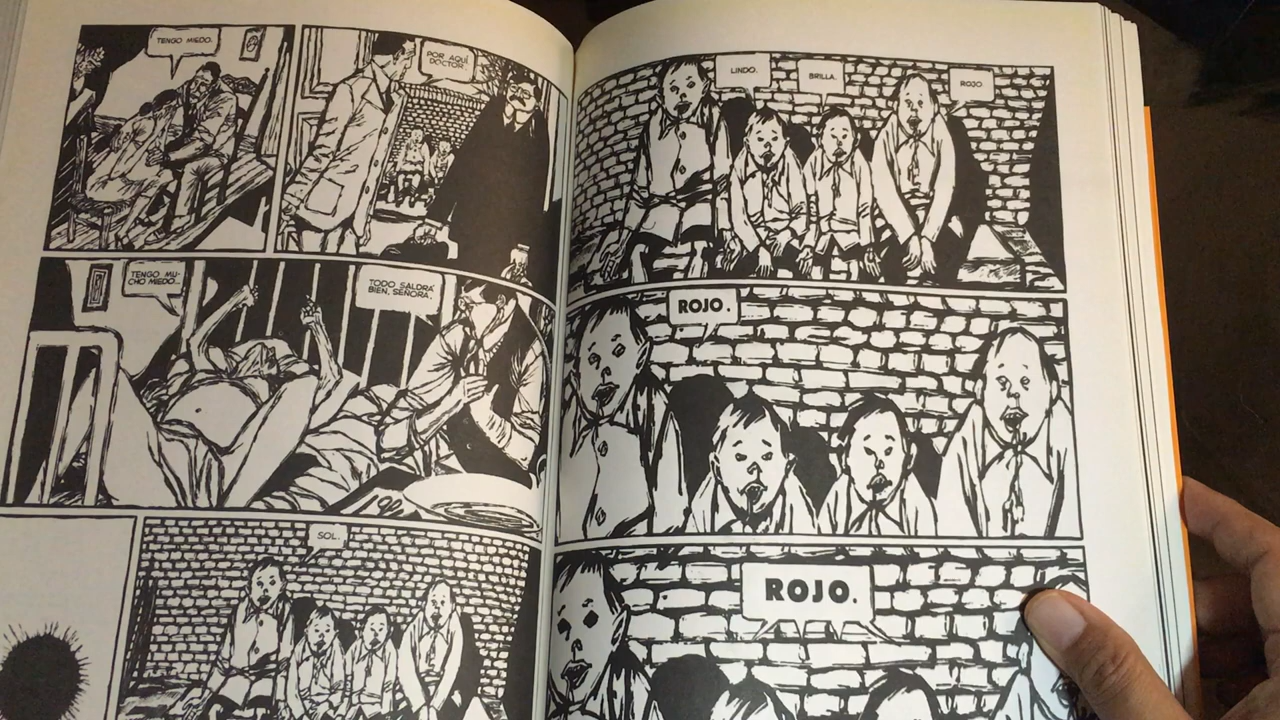 TENGO MIEDO.
POR AQUÍ
DOCTOR.
TENGO MU-
CHO MIEDO...
TODO SALDRÁ
BIEN, SEÑORA.
SOL.
LINDO.
BRILLA.
ROJO
ROJO.
ROJO.